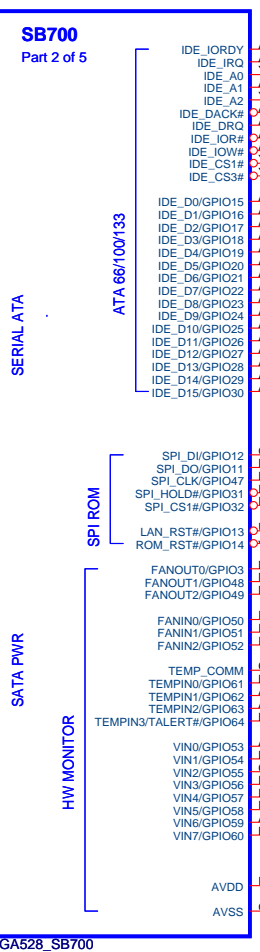 SB700
Part 2 of 5
IDE_IORDY
IDE_IRQ
IDE_A0
IDE_A1
IDE_A2
IDE_DACK#
IDE_DRQ
IDE_IOR#
IDE_IOW#
IDE_CS1#
IDE_CS3#
IDE_D0/GPIO15
IDE_D1/GPIO16
IDE_D2/GPIO17
IDE_D3/GPIO18
IDE_D4/GPIO19
IDE_D5/GPIO20
IDE_D6/GPIO21
IDE_D7/GPIO22
IDE_D8/GPIO23
IDE_D9/GPIO24
IDE_D10/GPIO25
IDE_D11/GPIO26
IDE_D12/GPIO27
IDE_D13/GPIO28
IDE_D14/GPIO29
IDE_D15/GPIO30
ATA 66/100/133
SERIAL ATA
SPI_DI/GPIO12
SPI_DO/GPIO11
SPI_CLK/GPIO47
SPI_HOLD#/GPIO31
SPI_CS1#/GPIO32
LAN_RST#/GPIO13
ROM_RST#/GPIO14
SPI ROM
FANOUT0/GPIO3
FANOUT1/GPIO48
FANOUT2/GPIO49
FANIN0/GPIO50
FANIN1/GPIO51
FANIN2/GPIO52
TEMP_COMM
TEMPIN0/GPIO61
TEMPIN1/GPIO62
TEMPIN2/GPIO63
TEMPIN3/TALERT#/GPIO64
VIN0/GPIO53
VIN1/GPIO54
VIN2/GPIO55
VIN3/GPIO56
VIN4/GPIO57
VIN5/GPIO58
VIN6/GPIO59
VIN7/GPIO60
AVDD
AVSS
HW MONITOR
SATA PWR
GA528_SB700